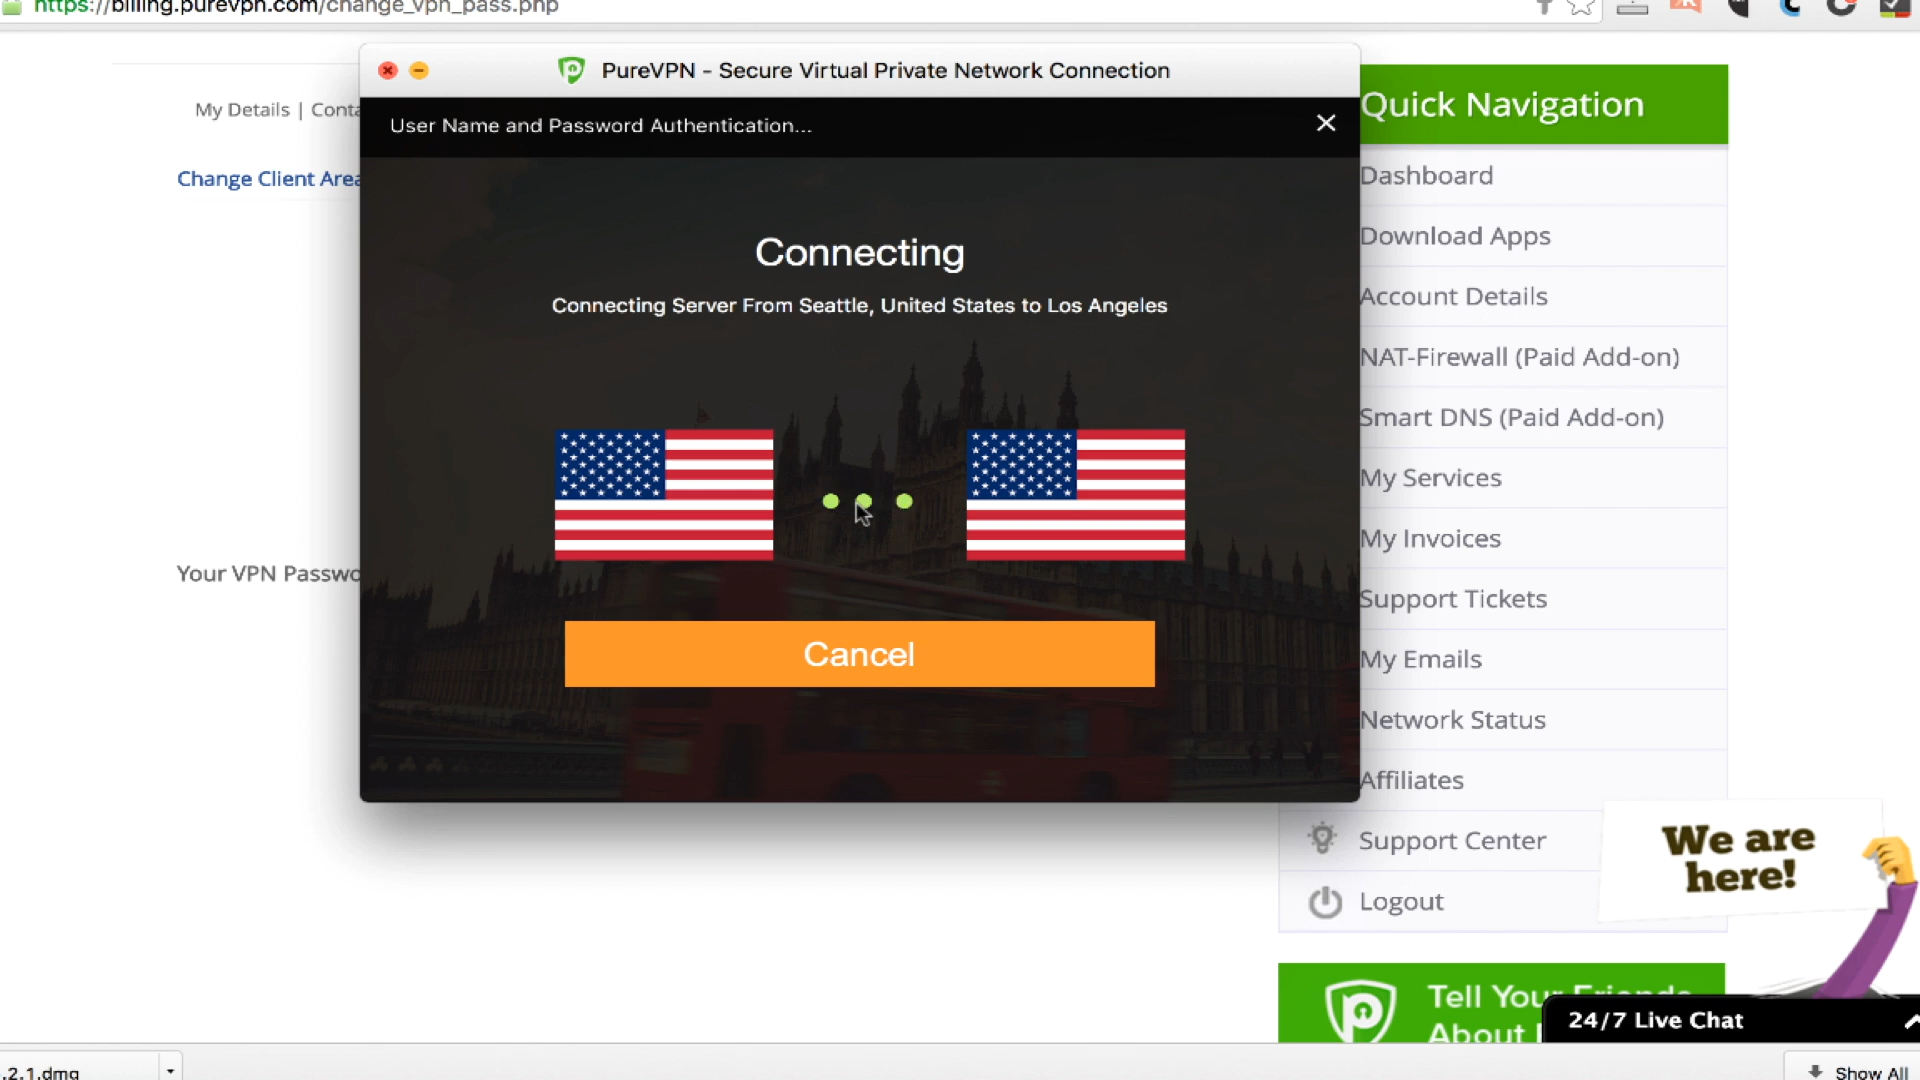 https://billing.purevpn.com/change_vpn_pass.php
PureVPN - Secure Virtual Private Network Connection
User Name and Password Authentication...
My Details | Conta
Change Client Area
Your VPN Passwo
Connecting
Connecting Server From Seattle, United States to Los Angeles
Cancel
Quick Navigation
Dashboard
Download Apps
Account Details
NAT-Firewall (Paid Add-on)
Smart DNS (Paid Add-on)
My Services
My Invoices
Support Tickets
My Emails
Network Status
Affiliates
Support Center
Logout
We are
here!
Tell Your Friends
About
24/7 Live Chat
.2.1.dmg
Show All